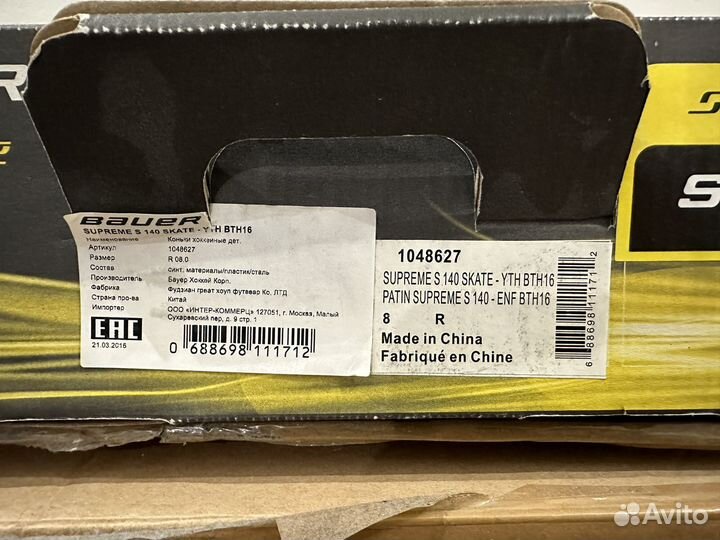 R
S
BAUER
SUPREME S 140 SKATE - YTH BTH16
Наименование Коньки хоккейные дет.
Артикул 1048627
Размер R 08.0
Состав синт. материалы/пластик/сталь
Производитель Бауер Хоккей Корп.
Фабрика Фудзиан греат хоуп футвеар Ко, ЛТД
Страна про-ва Китай
Импортер ООО «ИНТЕР-КОММЕРЦ» 127051, г. Москва, Малый
Сухаревский пер, д. 9 стр. 1
EAC
21.03.2016
0 688698 111712
1048627
SUPREME S 140 SKATE - YTH BTH16
PATIN SUPREME S 140 - ENF BTH16
8 R
Made in China
Fabriqué en Chine
6 88698 11171 2
Avito